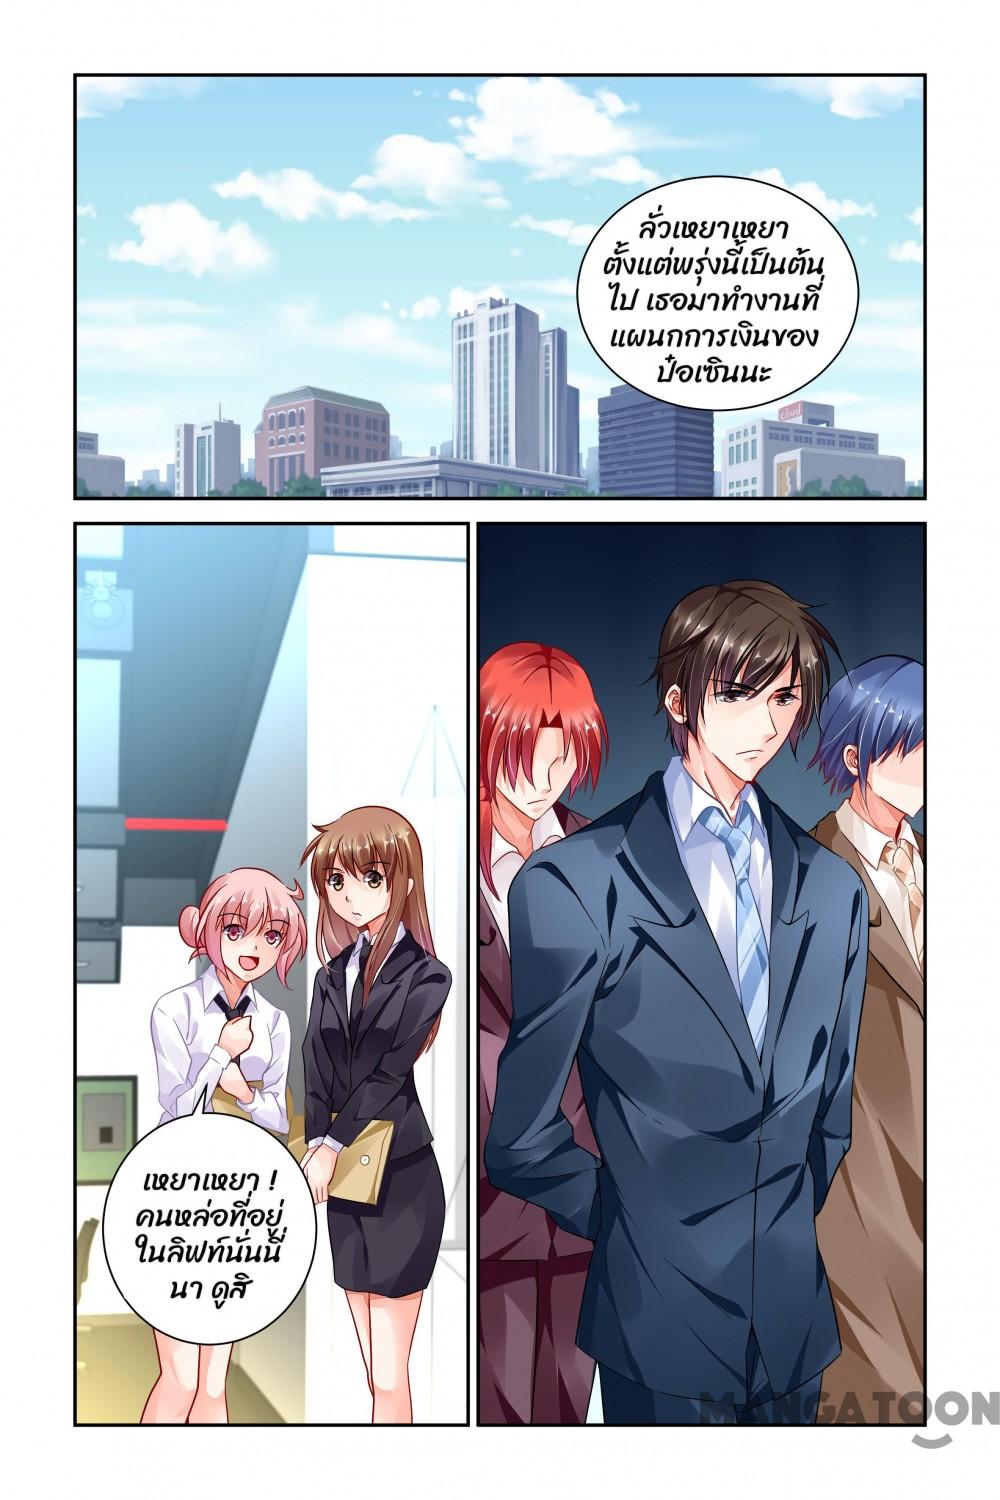 ลั่วเหยาเหยา
ตั้งแต่พรุ่งนี้เป็นต้น
ไป เธอมาทำงานที่
แผนกการเงินของ
ป๋อเซินนะ
cloud
เหยาเหยา !
คนหล่อที่อยู่
ในลิฟท์นั่นน่ี
นา ดูสิ
MANGATOON